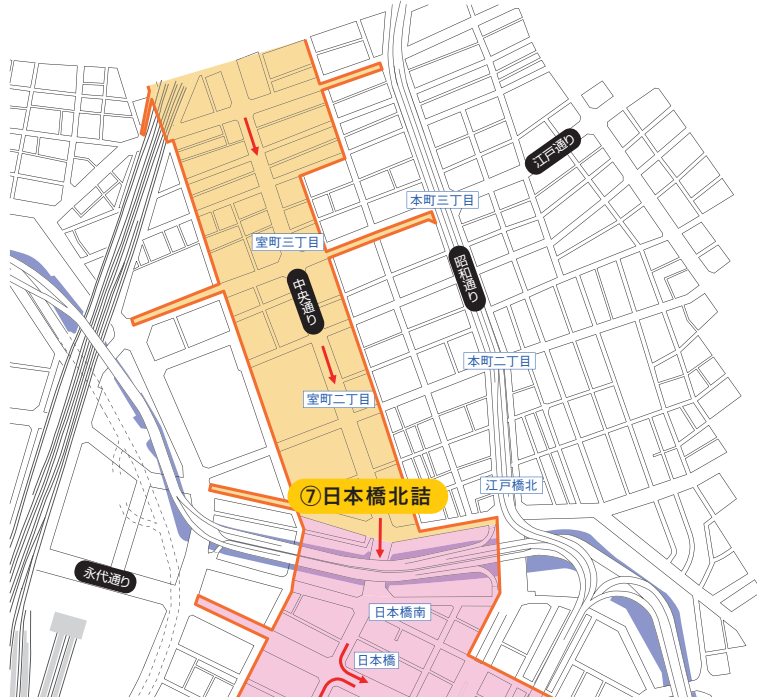 江戸通り
本町三丁目
室町三丁目
昭和通り
中央通り
本町二丁目
室町二丁目
江戸橋北
⑦日本橋北詰
永代通り
日本橋南
日本橋